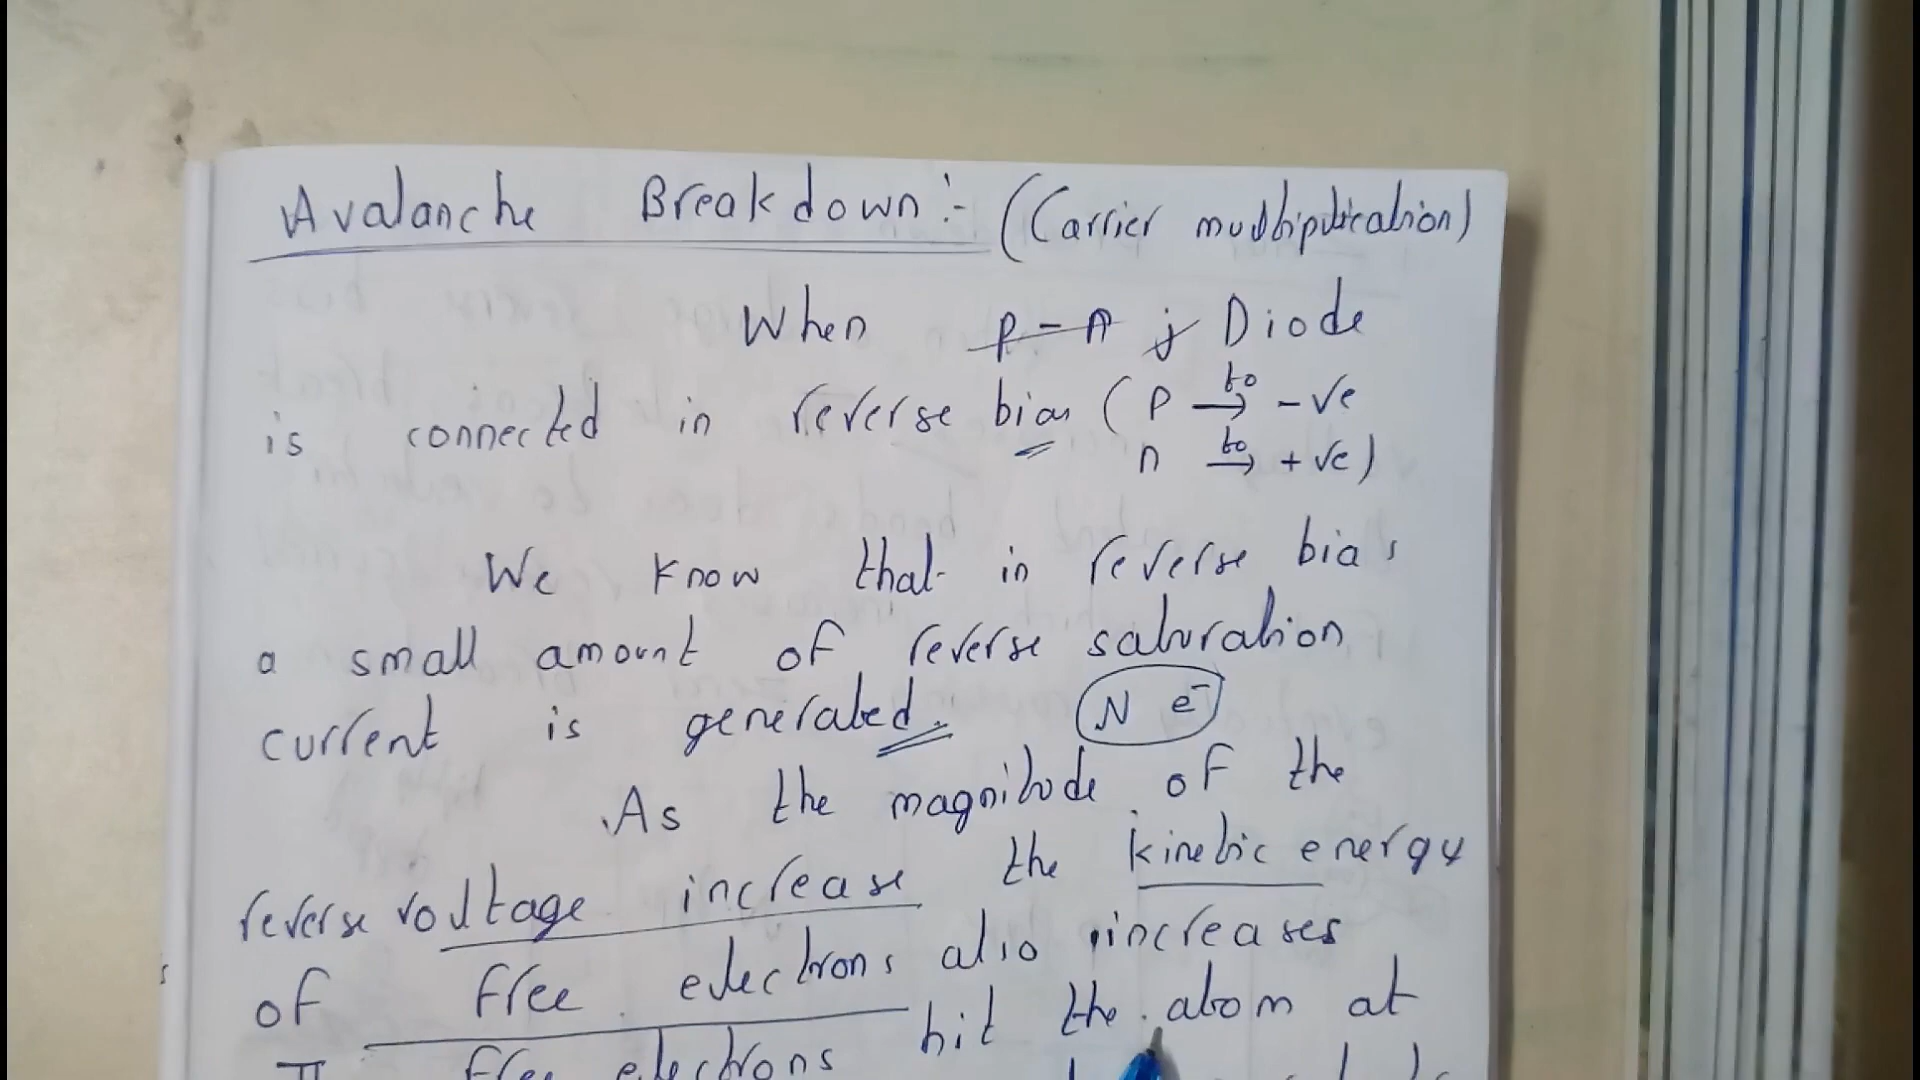 Avalanche Breakdown :- (Carrier multiplication)
When p-n j Diode
is connected in reverse bias ( P to → -ve
n to → +ve )
We know that in reverse bias
a small amount of reverse saturation
current is generated. N e-
As the magnitude of the
reverse voltage increase the kinetic energy
of free electrons also increases
free electrons hit the atom at